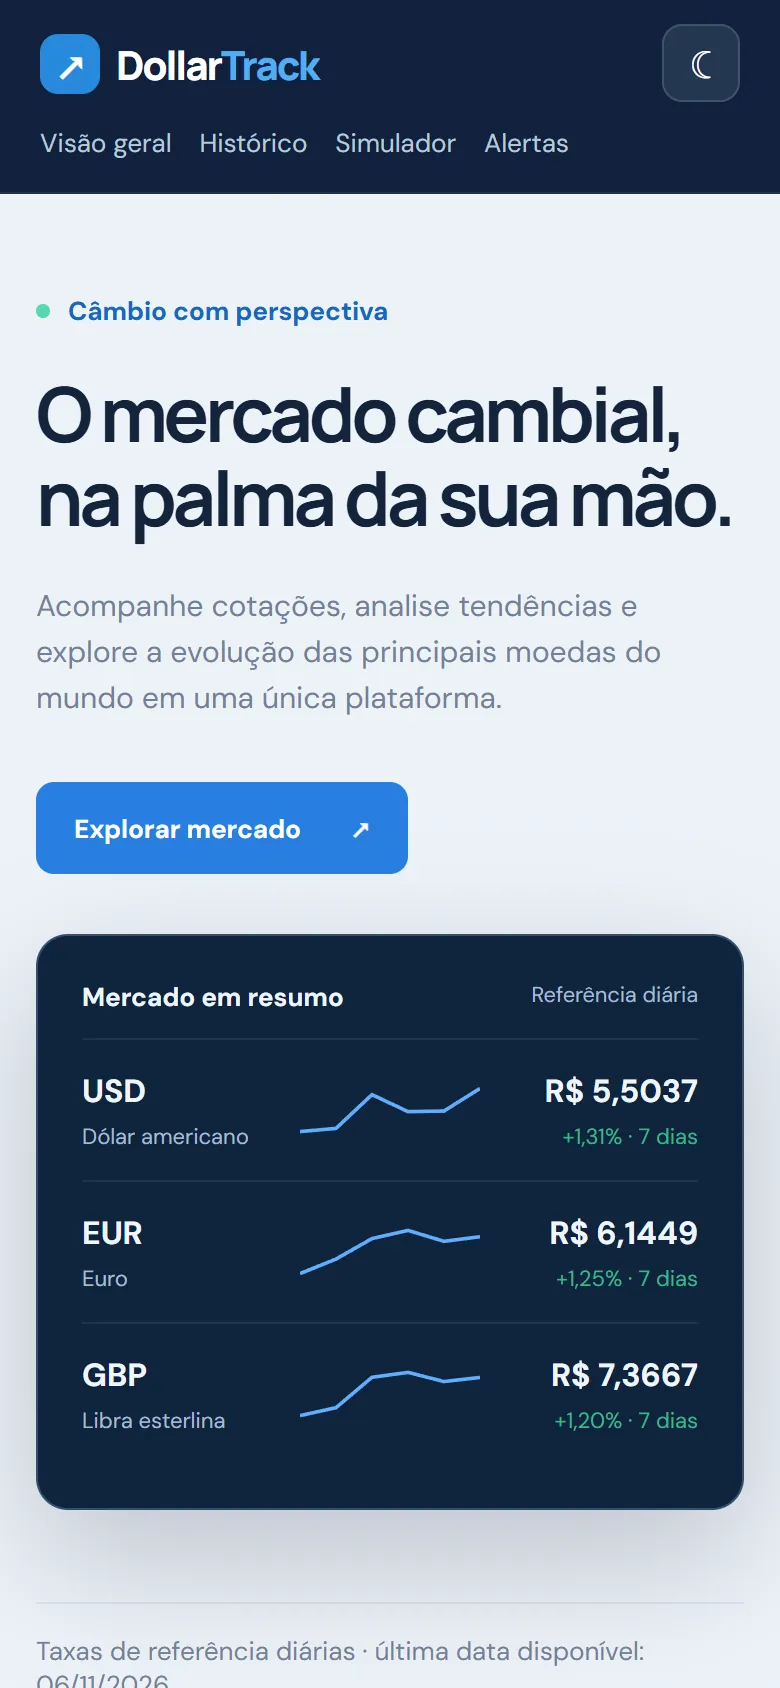 DollarTrack
Visão geral Histórico Simulador Alertas
Câmbio com perspectiva
O mercado cambial,
na palma da sua mão.
Acompanhe cotações, analise tendências e
explore a evolução das principais moedas do
mundo em uma única plataforma.
Explorar mercado ↗
Mercado em resumo Referência diária
USD R$ 5,5037
Dólar americano +1,31% · 7 dias
EUR R$ 6,1449
Euro +1,25% · 7 dias
GBP R$ 7,3667
Libra esterlina +1,20% · 7 dias
Taxas de referência diárias · última data disponível:
06/11/2026